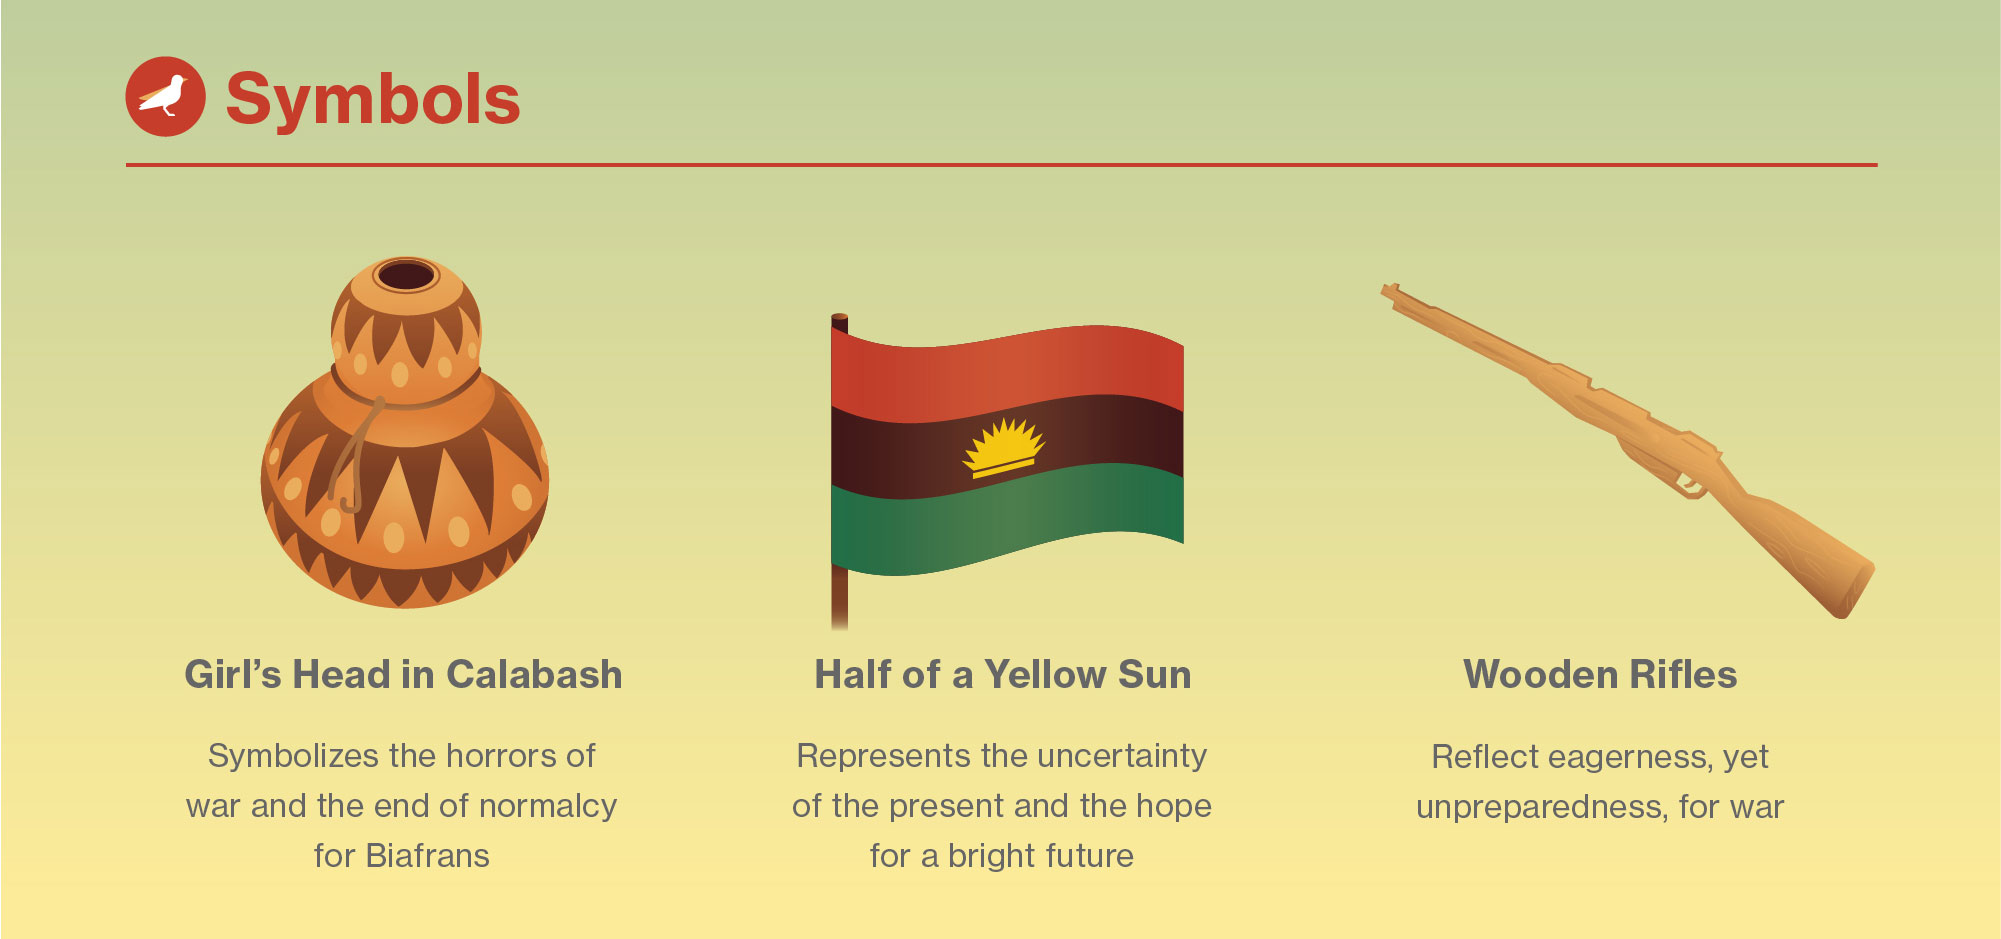 Symbols
Girl’s Head in Calabash
Symbolizes the horrors of
war and the end of normalcy
for Biafrans
Half of a Yellow Sun
Represents the uncertainty
of the present and the hope
for a bright future
Wooden Rifles
Reflect eagerness, yet
unpreparedness, for war